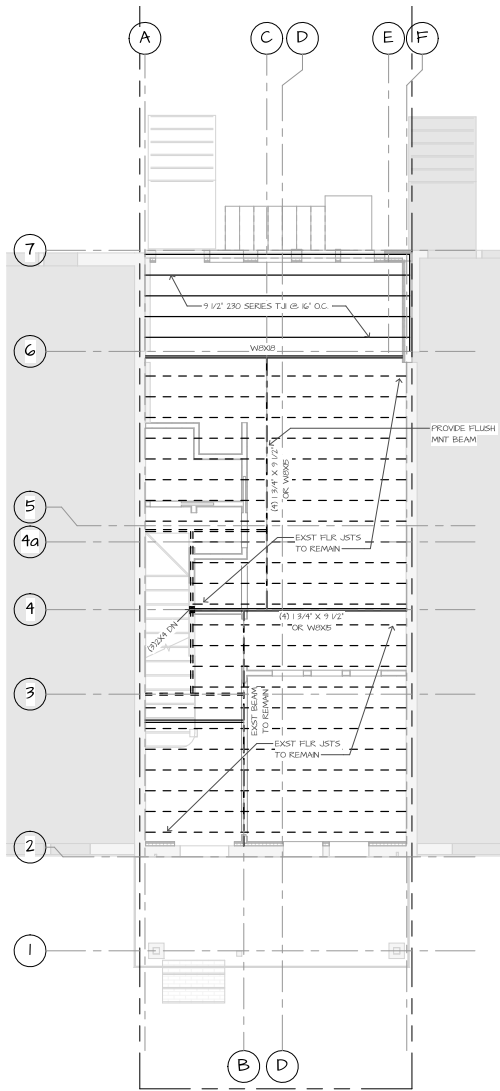 A
C
D
E
F
7
9 1/2" 230 SERIES TJI @ 16" O.C.
6
W8X18
PROVIDE FLUSH
MNT BEAM
(4) 1 3/4" X 9 1/2"
OR W8X15
5
4a
EXST FLR JSTS
TO REMAIN
4
(4) 1 3/4" X 9 1/2"
OR W8X15
(3)2X4 DN
3
EXST BEAM
TO REMAIN
EXST FLR JSTS
TO REMAIN
2
1
B
D